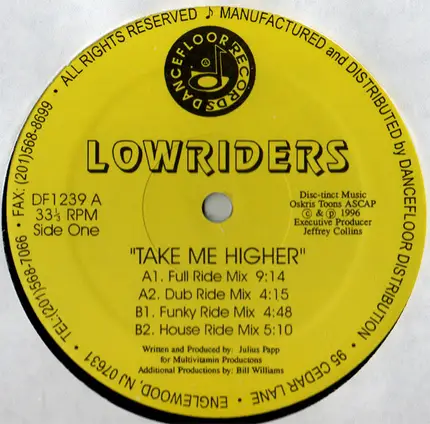 • ALL RIGHTS RESERVED ♪ MANUFACTURED and DISTRIBUTED by DANCEFLOOR DISTRIBUTION • 95 CEDAR LANE • ENGLEWOOD, NJ 07631 • TEL:(201)568-7066 • FAX: (201)568-8699
DANCEFLOOR RECORDS
LOWRIDERS
DF1239 A
33⅓ RPM
Side One
Disc-tinct Music
Oskris Toons ASCAP
© & ℗ 1996
Executive Producer
Jeffrey Collins
"TAKE ME HIGHER"
A1. Full Ride Mix 9:14
A2. Dub Ride Mix 4:15
B1. Funky Ride Mix 4:48
B2. House Ride Mix 5:10
Written and Produced by: Julius Papp
for Multivitamin Productons
Additional Productions by: Bill Williams